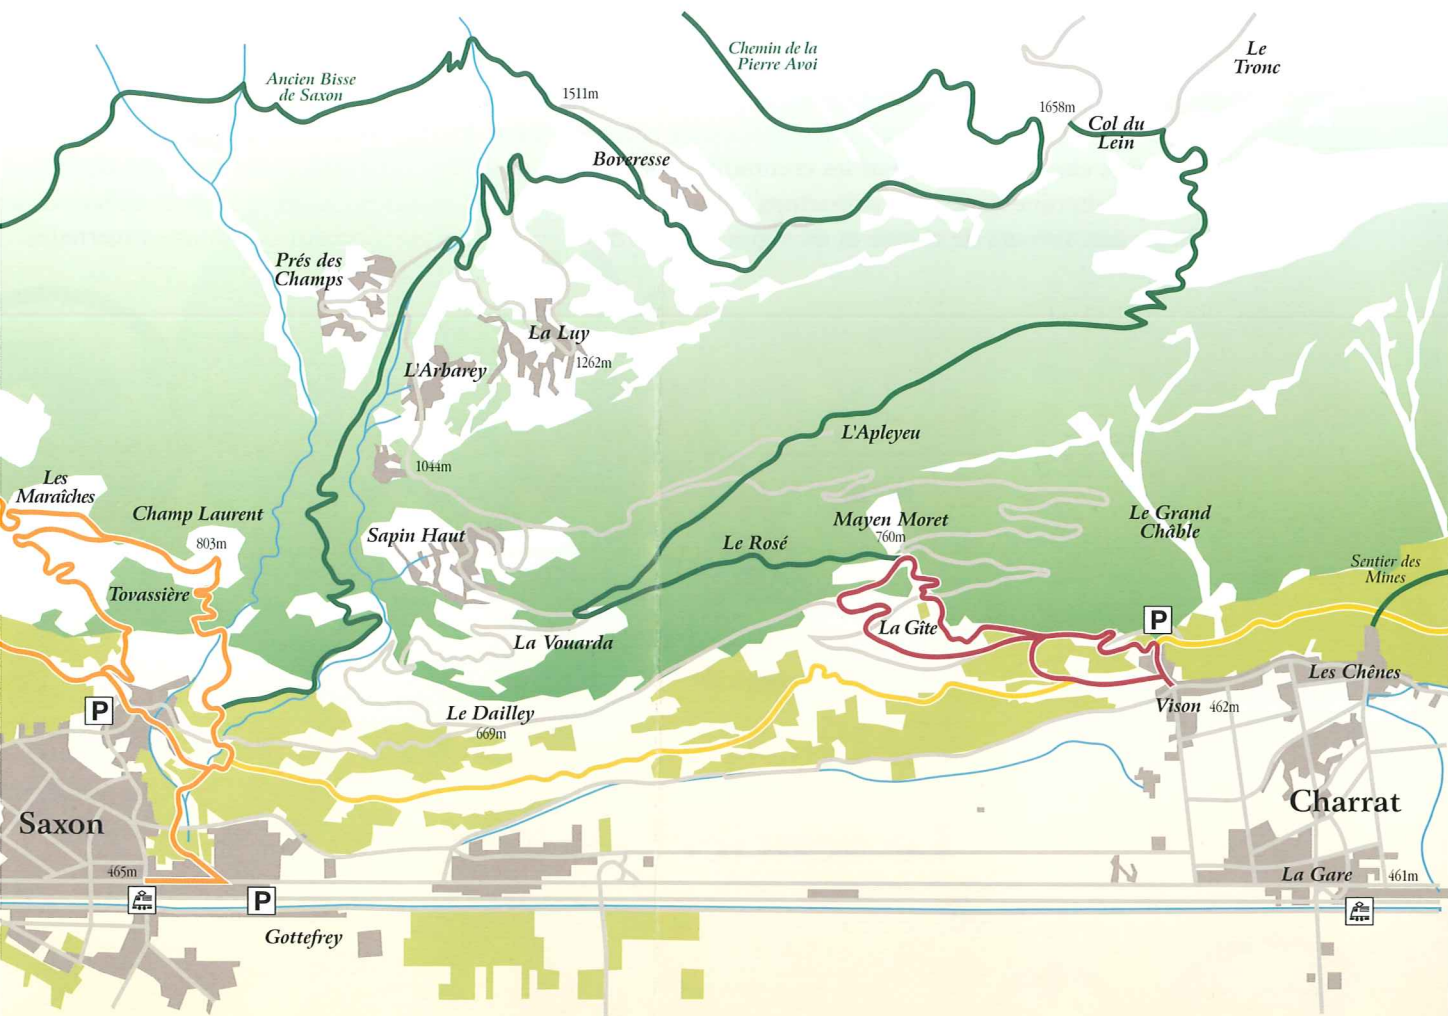 Chemin de la
Pierre Avoi
Le
Tronc
Ancien Bisse
de Saxon
1511m
1658m
Col du
Lein
Boveresse
Prés des
Champs
La Luy
1262m
L'Arbarey
L'Apleyeu
1044m
Les
Maraîches
Champ Laurent
803m
Sapin Haut
Le Rosé
Mayen Moret
760m
Le Grand
Châble
Sentier des
Mines
Tovassière
La Vouarda
La Gîte
P
Les Chênes
P
Le Dailley
669m
Vison 462m
Saxon
Charrat
465m
La Gare
461m
P
Gottefrey